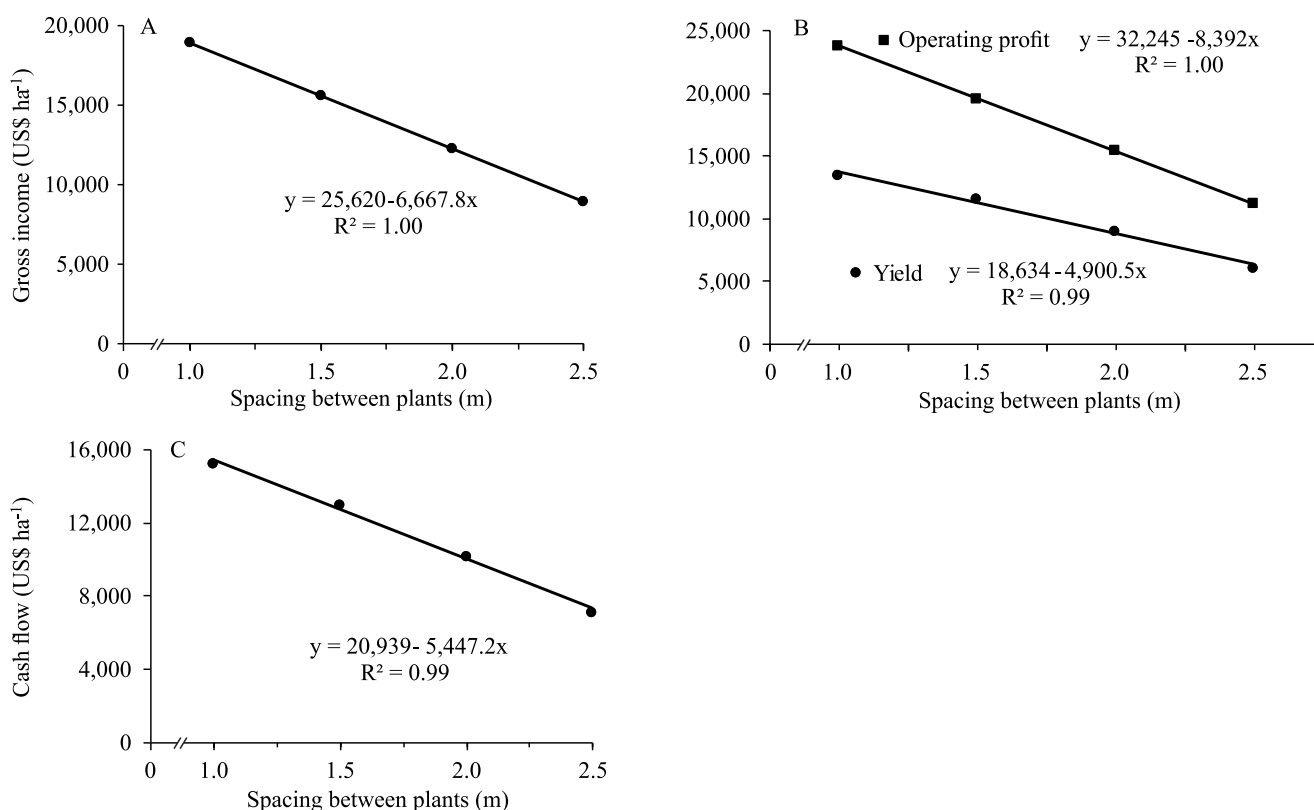 A
Gross income (US$ ha⁻¹)
20,000
15,000
10,000
5,000
0
y = 25,620-6,667.8x
R² = 1.00
0 1.0 1.5 2.0 2.5
Spacing between plants (m)
B
25,000
20,000
15,000
10,000
5,000
0
Operating profit y = 32,245 -8,392x
R² = 1.00
Yield y = 18,634 - 4,900.5x
R² = 0.99
0 1.0 1.5 2.0 2.5
Spacing between plants (m)
C
Cash flow (US$ ha⁻¹)
16,000
12,000
8,000
4,000
0
y = 20,939- 5,447.2x
R² = 0.99
0 1.0 1.5 2.0 2.5
Spacing between plants (m)